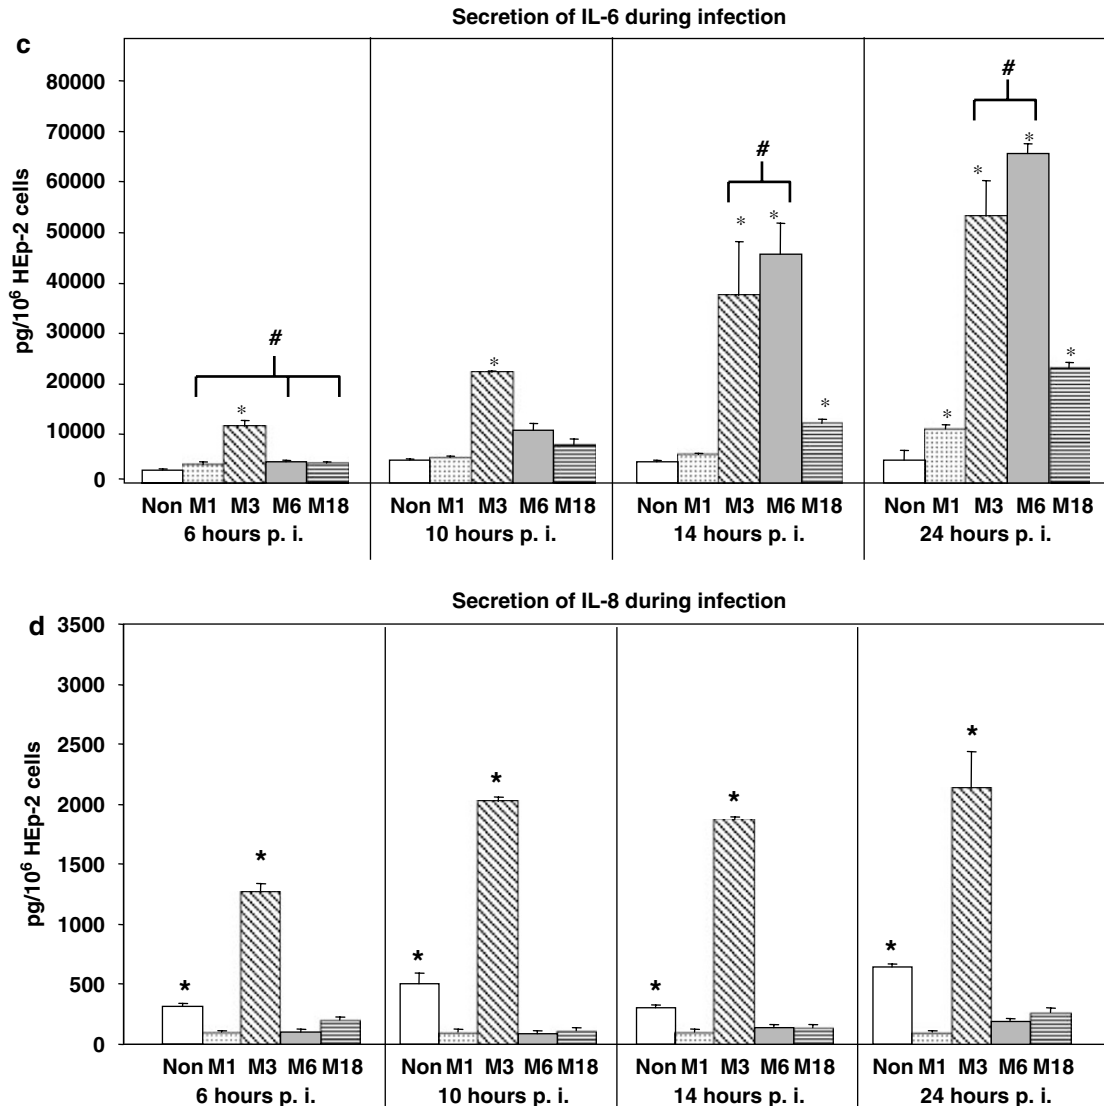 Secretion of IL-6 during infection
c
80000
70000
60000
50000
40000
30000
20000
10000
0
pg/10⁶ HEp-2 cells
#
*
*
#
*
*
*
#
*
*
*
*
Non M1 M3 M6 M18
6 hours p. i.
Non M1 M3 M6 M18
10 hours p. i.
Non M1 M3 M6 M18
14 hours p. i.
Non M1 M3 M6 M18
24 hours p. i.
Secretion of IL-8 during infection
d
3500
3000
2500
2000
1500
1000
500
0
pg/10⁶ HEp-2 cells
*
*
*
*
*
*
*
*
Non M1 M3 M6 M18
6 hours p. i.
Non M1 M3 M6 M18
10 hours p. i.
Non M1 M3 M6 M18
14 hours p. i.
Non M1 M3 M6 M18
24 hours p. i.